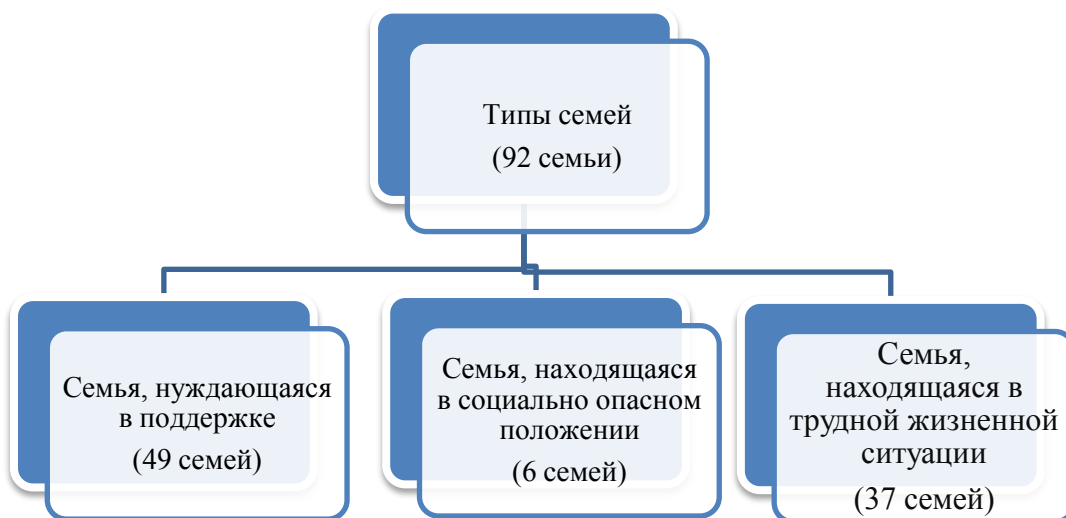 Типы семей
(92 семьи)
Семья, нуждающаяся
в поддержке
(49 семей)
Семья, находящаяся
в социально опасном
положении
(6 семей)
Семья,
находящаяся в
трудной жизненной
ситуации
(37 семей)